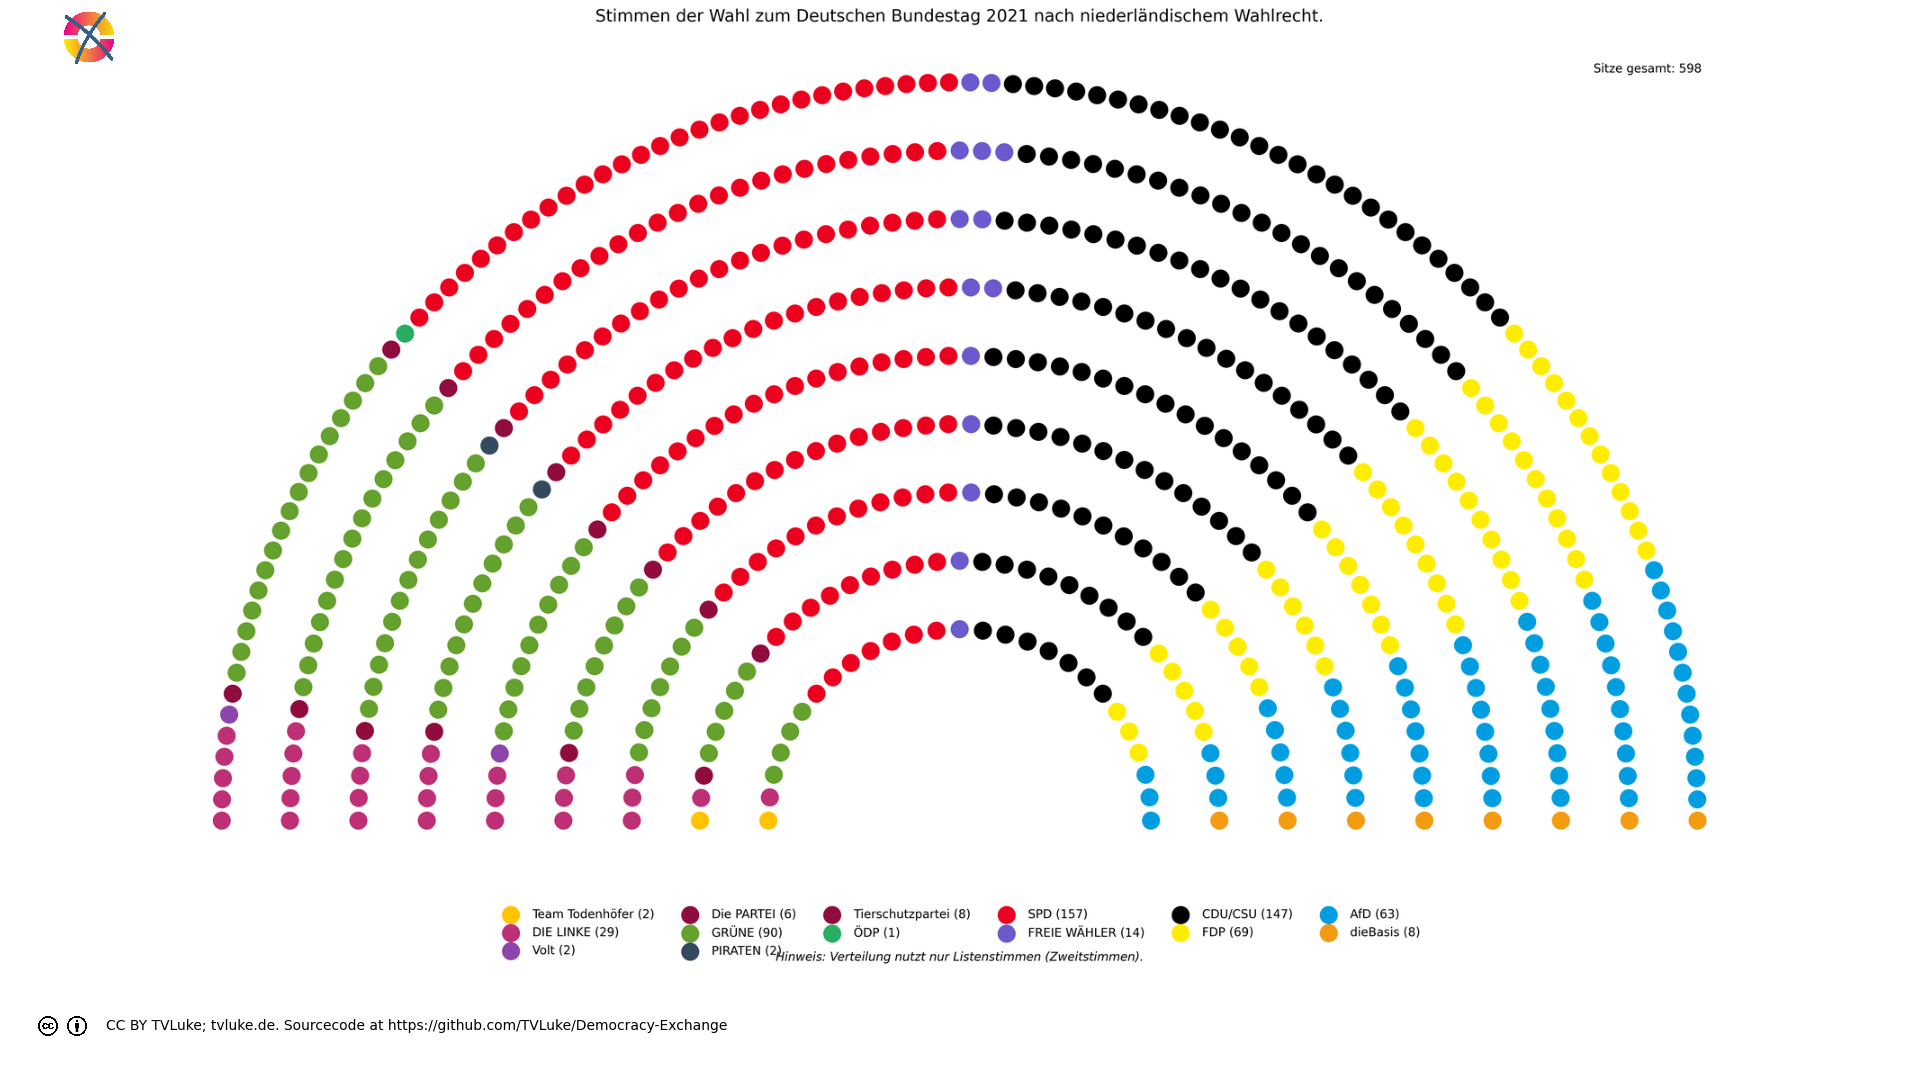 Stimmen der Wahl zum Deutschen Bundestag 2021 nach niederländischem Wahlrecht.
Sitze gesamt: 598
Team Todenhöfer (2)
DIE LINKE (29)
Volt (2)
Die PARTEI (6)
GRÜNE (90)
PIRATEN (2)
Tierschutzpartei (8)
ÖDP (1)
SPD (157)
FREIE WÄHLER (14)
CDU/CSU (147)
FDP (69)
AfD (63)
dieBasis (8)
Hinweis: Verteilung nutzt nur Listenstimmen (Zweitstimmen).
CC BY TVLuke; tvluke.de. Sourcecode at https://github.com/TVLuke/Democracy-Exchange